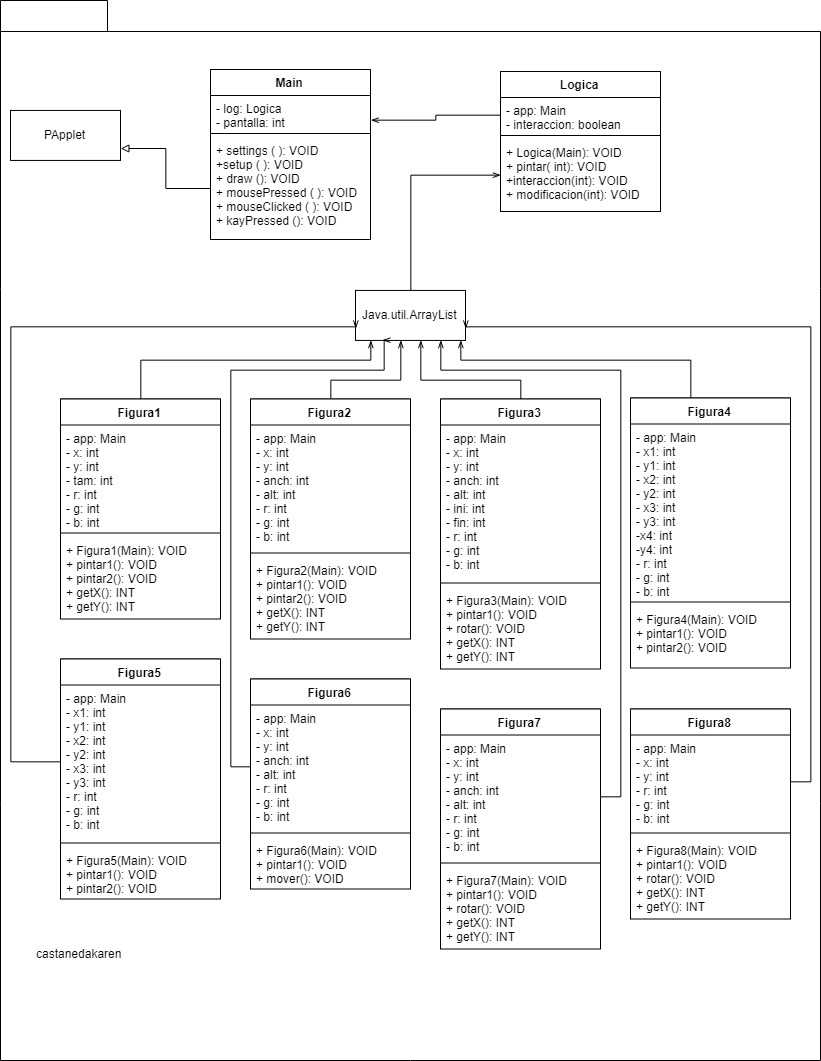 Main
- log: Logica
- pantalla: int
+ settings ( ): VOID
+setup ( ): VOID
+ draw (): VOID
+ mousePressed ( ): VOID
+ mouseClicked ( ): VOID
+ kayPressed (): VOID
Logica
- app: Main
- interaccion: boolean
+ Logica(Main): VOID
+ pintar( int): VOID
+interaccion(int): VOID
+ modificacion(int): VOID
PApplet
Java.util.ArrayList
Figura1
- app: Main
- x: int
- y: int
- tam: int
- r: int
- g: int
- b: int
+ Figura1(Main): VOID
+ pintar1(): VOID
+ pintar2(): VOID
+ getX(): INT
+ getY(): INT
Figura2
- app: Main
- x: int
- y: int
- anch: int
- alt: int
- r: int
- g: int
- b: int
+ Figura2(Main): VOID
+ pintar1(): VOID
+ pintar2(): VOID
+ getX(): INT
+ getY(): INT
Figura3
- app: Main
- x: int
- y: int
- anch: int
- alt: int
- ini: int
- fin: int
- r: int
- g: int
- b: int
+ Figura3(Main): VOID
+ pintar1(): VOID
+ rotar(): VOID
+ getX(): INT
+ getY(): INT
Figura4
- app: Main
- x1: int
- y1: int
- x2: int
- y2: int
- x3: int
- y3: int
-x4: int
-y4: int
- r: int
- g: int
- b: int
+ Figura4(Main): VOID
+ pintar1(): VOID
+ pintar2(): VOID
Figura5
- app: Main
- x1: int
- y1: int
- x2: int
- y2: int
- x3: int
- y3: int
- r: int
- g: int
- b: int
+ Figura5(Main): VOID
+ pintar1(): VOID
+ pintar2(): VOID
Figura6
- app: Main
- x: int
- y: int
- anch: int
- alt: int
- r: int
- g: int
- b: int
+ Figura6(Main): VOID
+ pintar1(): VOID
+ mover(): VOID
Figura7
- app: Main
- x: int
- y: int
- anch: int
- alt: int
- r: int
- g: int
- b: int
+ Figura7(Main): VOID
+ pintar1(): VOID
+ rotar(): VOID
+ getX(): INT
+ getY(): INT
Figura8
- app: Main
- x: int
- y: int
- r: int
- g: int
- b: int
+ Figura8(Main): VOID
+ pintar1(): VOID
+ rotar(): VOID
+ getX(): INT
+ getY(): INT
castanedakaren